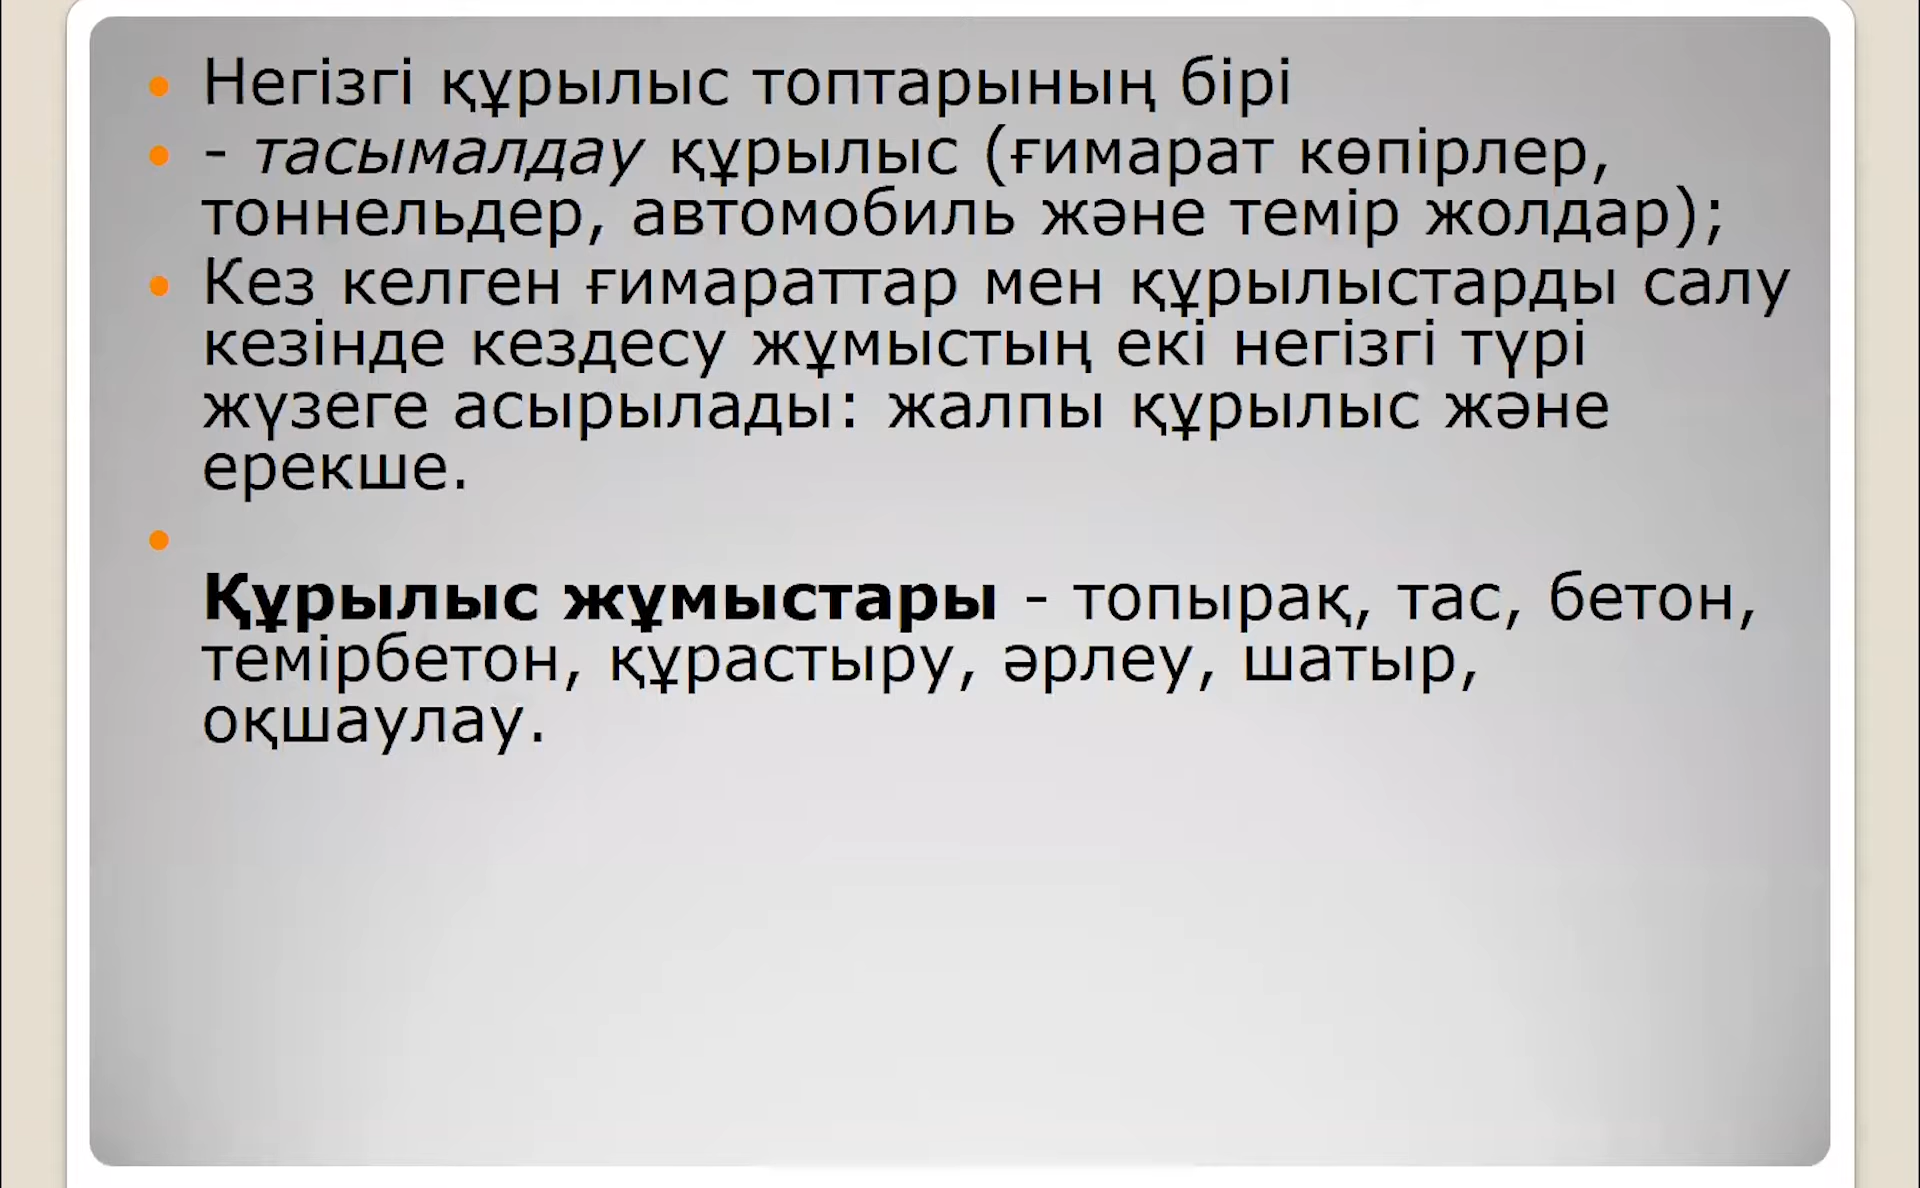 Негізгі құрылыс топтарының бірі
- тасымалдау құрылыс (ғимарат көпірлер,
тоннельдер, автомобиль және темір жолдар);
Кез келген ғимараттар мен құрылыстарды салу
кезінде кездесу жұмыстың екі негізгі түрі
жүзеге асырылады: жалпы құрылыс және
ерекше.
Құрылыс жұмыстары - топырақ, тас, бетон,
темірбетон, құрастыру, әрлеу, шатыр,
оқшаулау.